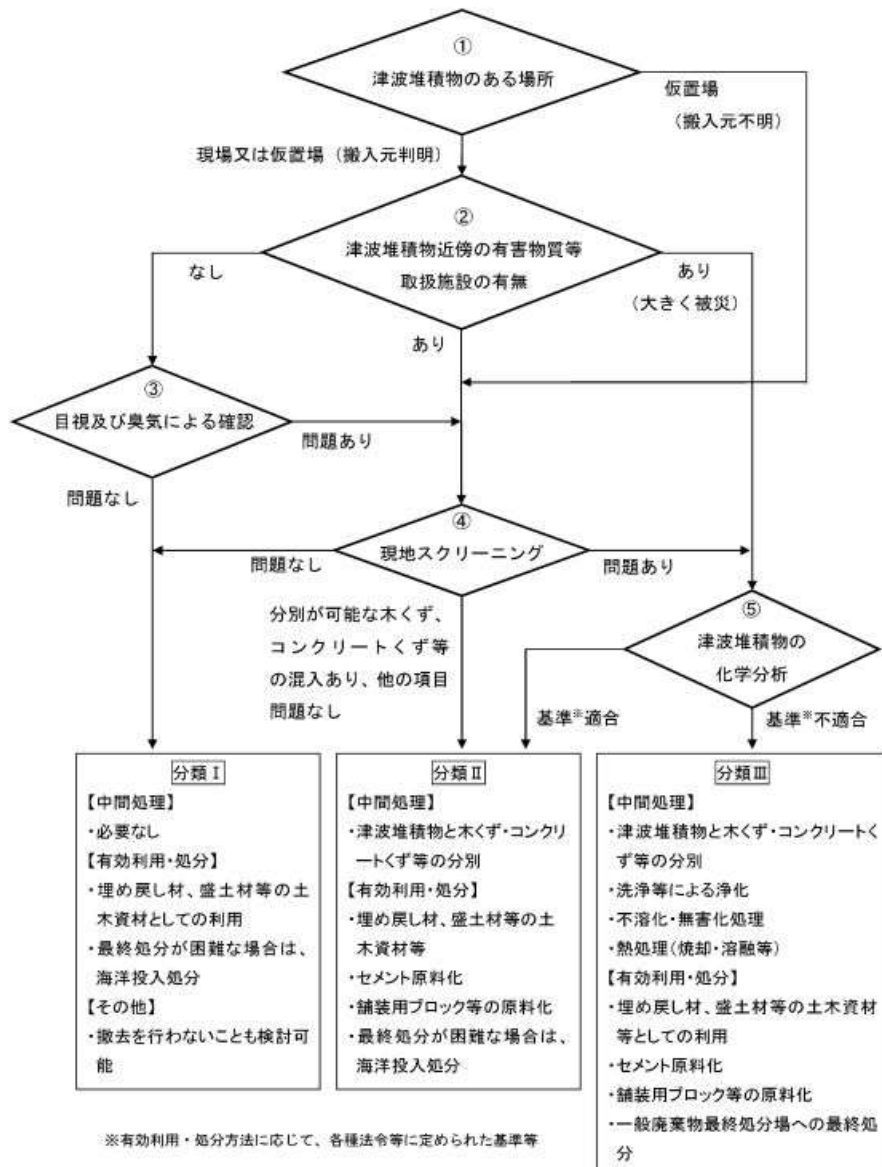 ①
津波堆積物のある場所
仮置場
（搬入元不明）
現場又は仮置場（搬入元判明）
②
津波堆積物近傍の有害物質等
取扱施設の有無
なし
あり
（大きく被災）
あり
③
目視及び臭気による確認
問題あり
問題なし
④
現地スクリーニング
問題なし
問題あり
分別が可能な木くず、
コンクリートくず等
の混入あり、他の項目
問題なし
⑤
津波堆積物の
化学分析
基準※適合
基準※不適合
分類Ⅰ
【中間処理】
・必要なし
【有効利用・処分】
・埋め戻し材、盛土材等の土
木資材としての利用
・最終処分が困難な場合は、
海洋投入処分
【その他】
・撤去を行わないことも検討可
能
分類Ⅱ
【中間処理】
・津波堆積物と木くず・コンクリ
ートくず等の分別
【有効利用・処分】
・埋め戻し材、盛土材等の土
木資材等
・セメント原料化
・舗装用ブロック等の原料化
・最終処分が困難な場合は、
海洋投入処分
分類Ⅲ
【中間処理】
・津波堆積物と木くず・コンクリートく
ず等の分別
・洗浄等による浄化
・不溶化・無害化処理
・熱処理（焼却・溶融等）
【有効利用・処分】
・埋め戻し材、盛土材等の土木資材
等としての利用
・セメント原料化
・舗装用ブロック等の原料化
・一般廃棄物最終処分場への最終処
分
※有効利用・処分方法に応じて、各種法令等に定められた基準等